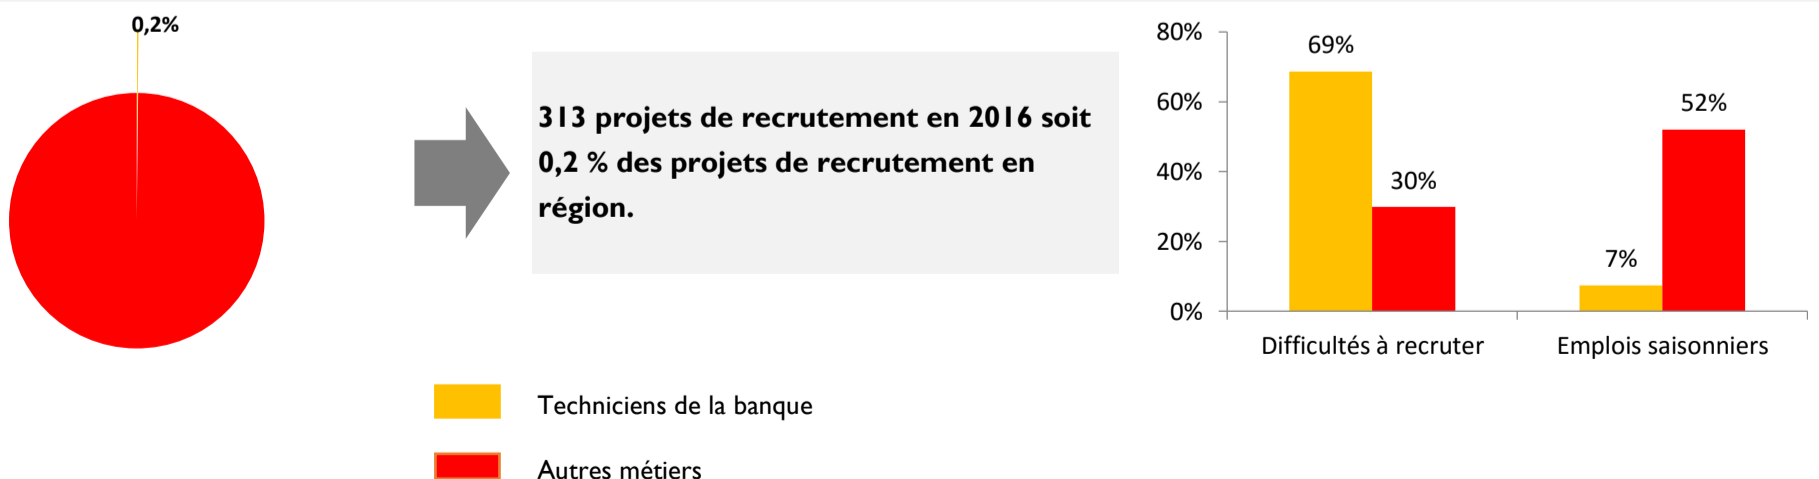 0,2%
313 projets de recrutement en 2016 soit
0,2 % des projets de recrutement en
région.
80%
60%
40%
20%
0%
69%
30%
7%
52%
Difficultés à recruter
Emplois saisonniers
Techniciens de la banque
Autres métiers